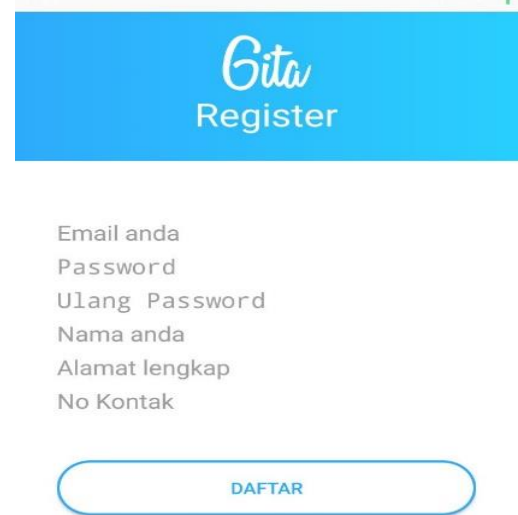 Gita
Register
Email anda
Password
Ulang Password
Nama anda
Alamat lengkap
No Kontak
DAFTAR